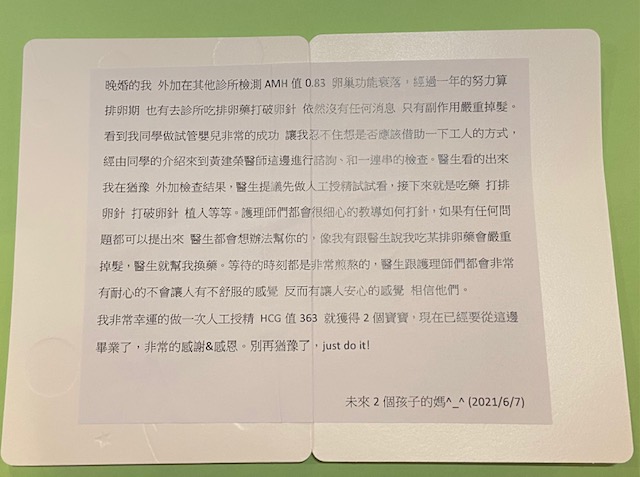 晚婚的我 外加在其他診所檢測 AMH 值 0.83 卵巢功能衰落，經過一年的努力算
排卵期 也有去診所吃排卵藥打破卵針 依然沒有任何消息 只有副作用嚴重掉髮。
看到我同學做試管嬰兒非常的成功 讓我忍不住想是否應該借助一下工人的方式，
經由同學的介紹來到黃建榮醫師這邊進行諮詢、和一連串的檢查。醫生看的出來
我在猶豫 外加檢查結果，醫生提議先做人工授精試試看，接下來就是吃藥 打排
卵針 打破卵針 植人等等。護理師們都會很細心的教導如何打針，如果有任何問
題都可以提出來 醫生都會想辦法幫你的，像我有跟醫生說我吃某排卵藥會嚴重
掉髮，醫生就幫我換藥。等待的時刻都是非常煎熬的，醫生跟護理師們都會非常
有耐心的不會讓人有不舒服的感覺 反而有讓人安心的感覺 相信他們。
我非常幸運的做一次人工授精 HCG 值 363 就獲得 2 個寶寶，現在已經要從這邊
畢業了，非常的感謝&感恩。別再猶豫了，just do it!
未來 2 個孩子的媽^_^ (2021/6/7)